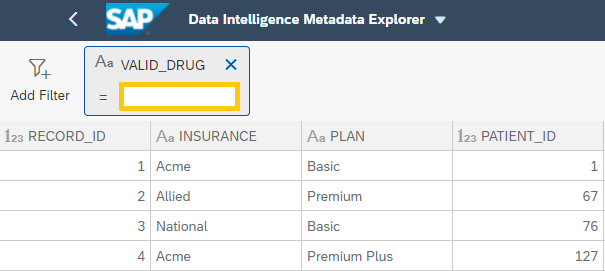 SAP Data Intelligence Metadata Explorer
Add Filter
Aa VALID_DRUG ×
=
123 RECORD_ID Aa INSURANCE Aa PLAN 123 PATIENT_ID
1 Acme Basic 1
2 Allied Premium 67
3 National Basic 76
4 Acme Premium Plus 127